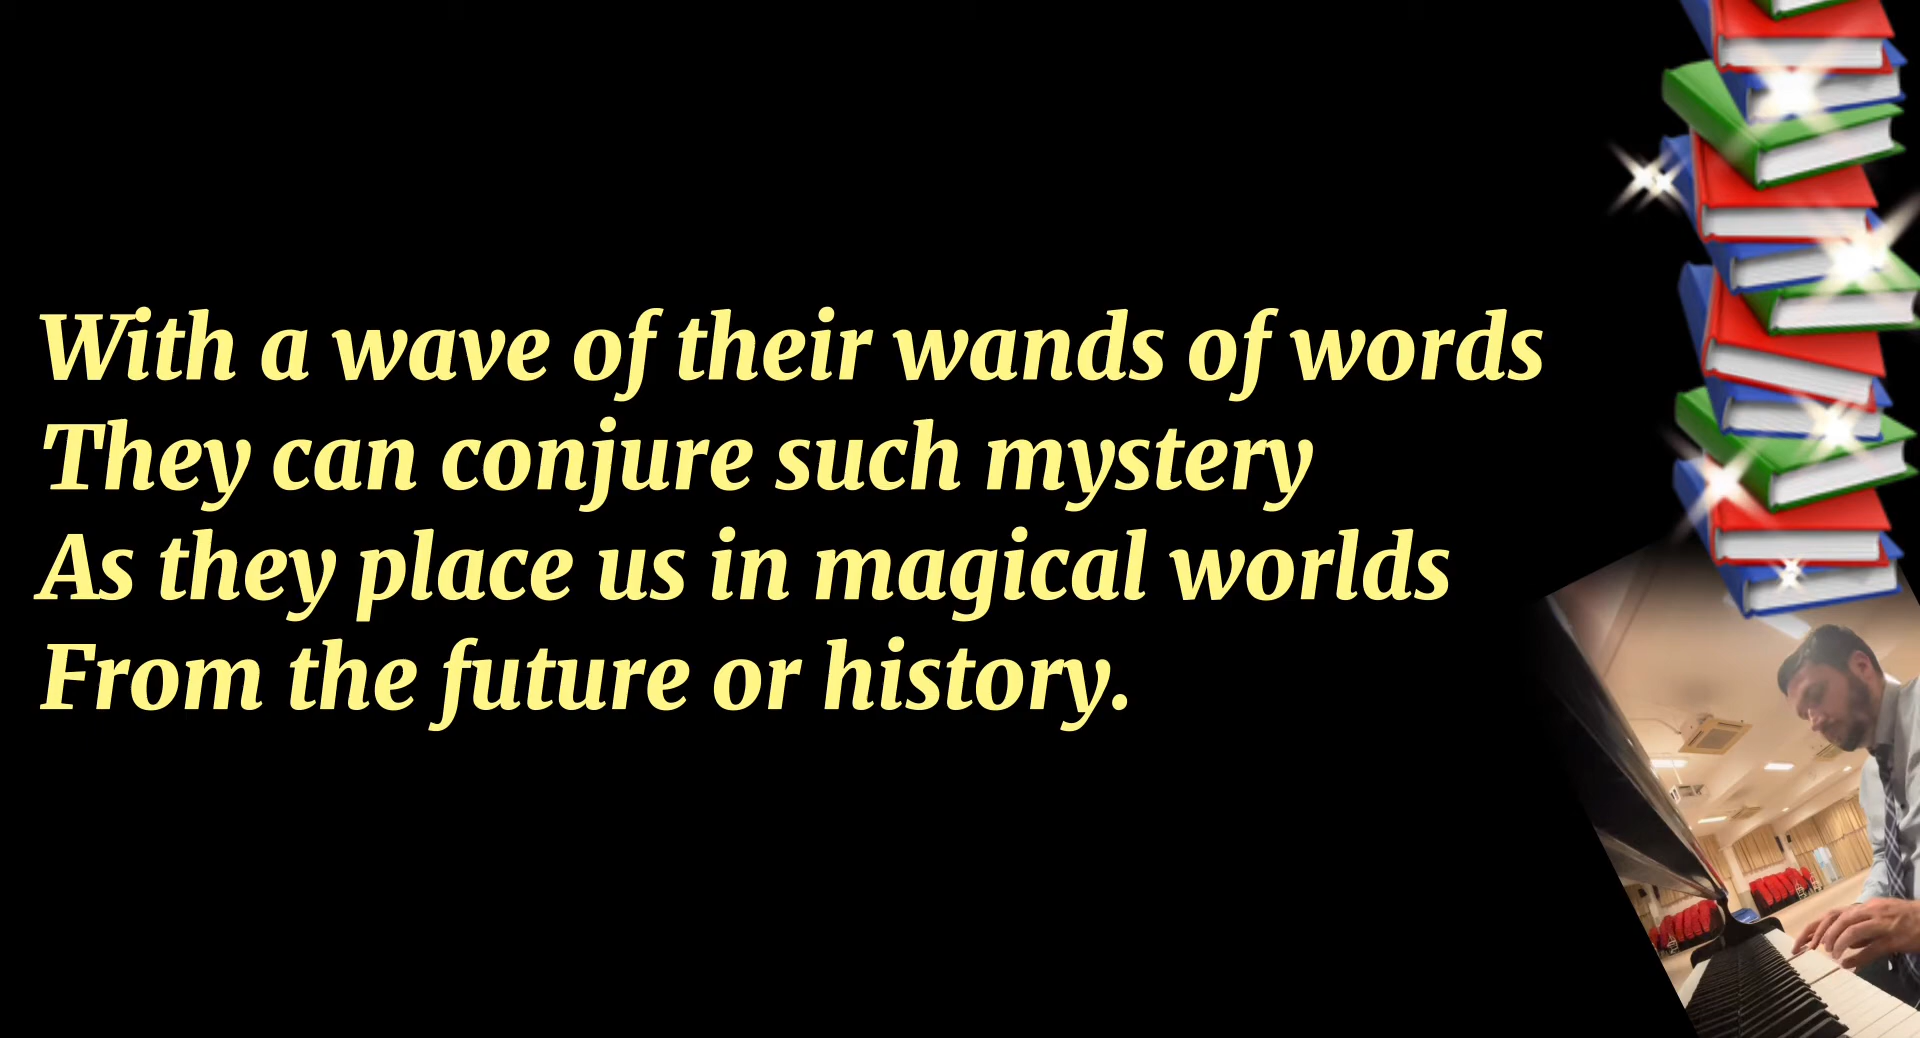 With a wave of their wands of words
They can conjure such mystery
As they place us in magical worlds
From the future or history.